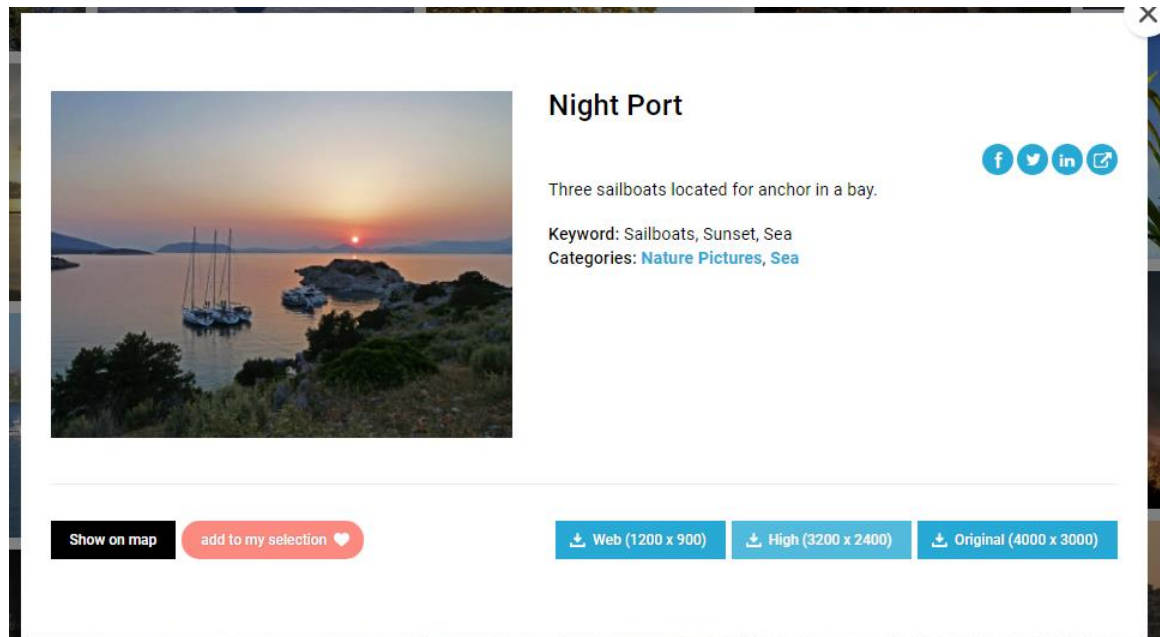 Night Port
Three sailboats located for anchor in a bay.
Keyword: Sailboats, Sunset, Sea
Categories: Nature Pictures, Sea
Show on map
add to my selection
Web (1200 x 900)
High (3200 x 2400)
Original (4000 x 3000)